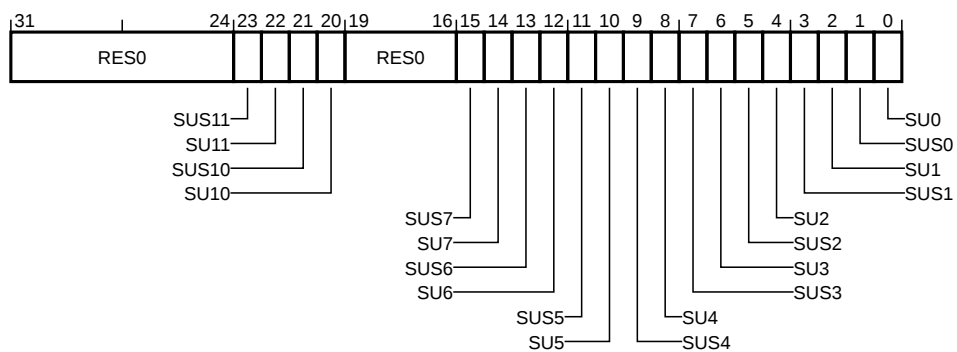 31 24 23 22 21 20 19 16 15 14 13 12 11 10 9 8 7 6 5 4 3 2 1 0
RES0 RES0
SUS11 SU0
SU11 SUS0
SUS10 SU1
SU10 SUS1
SUS7 SU2
SU7 SUS2
SUS6 SU3
SU6 SUS3
SUS5 SU4
SU5 SUS4